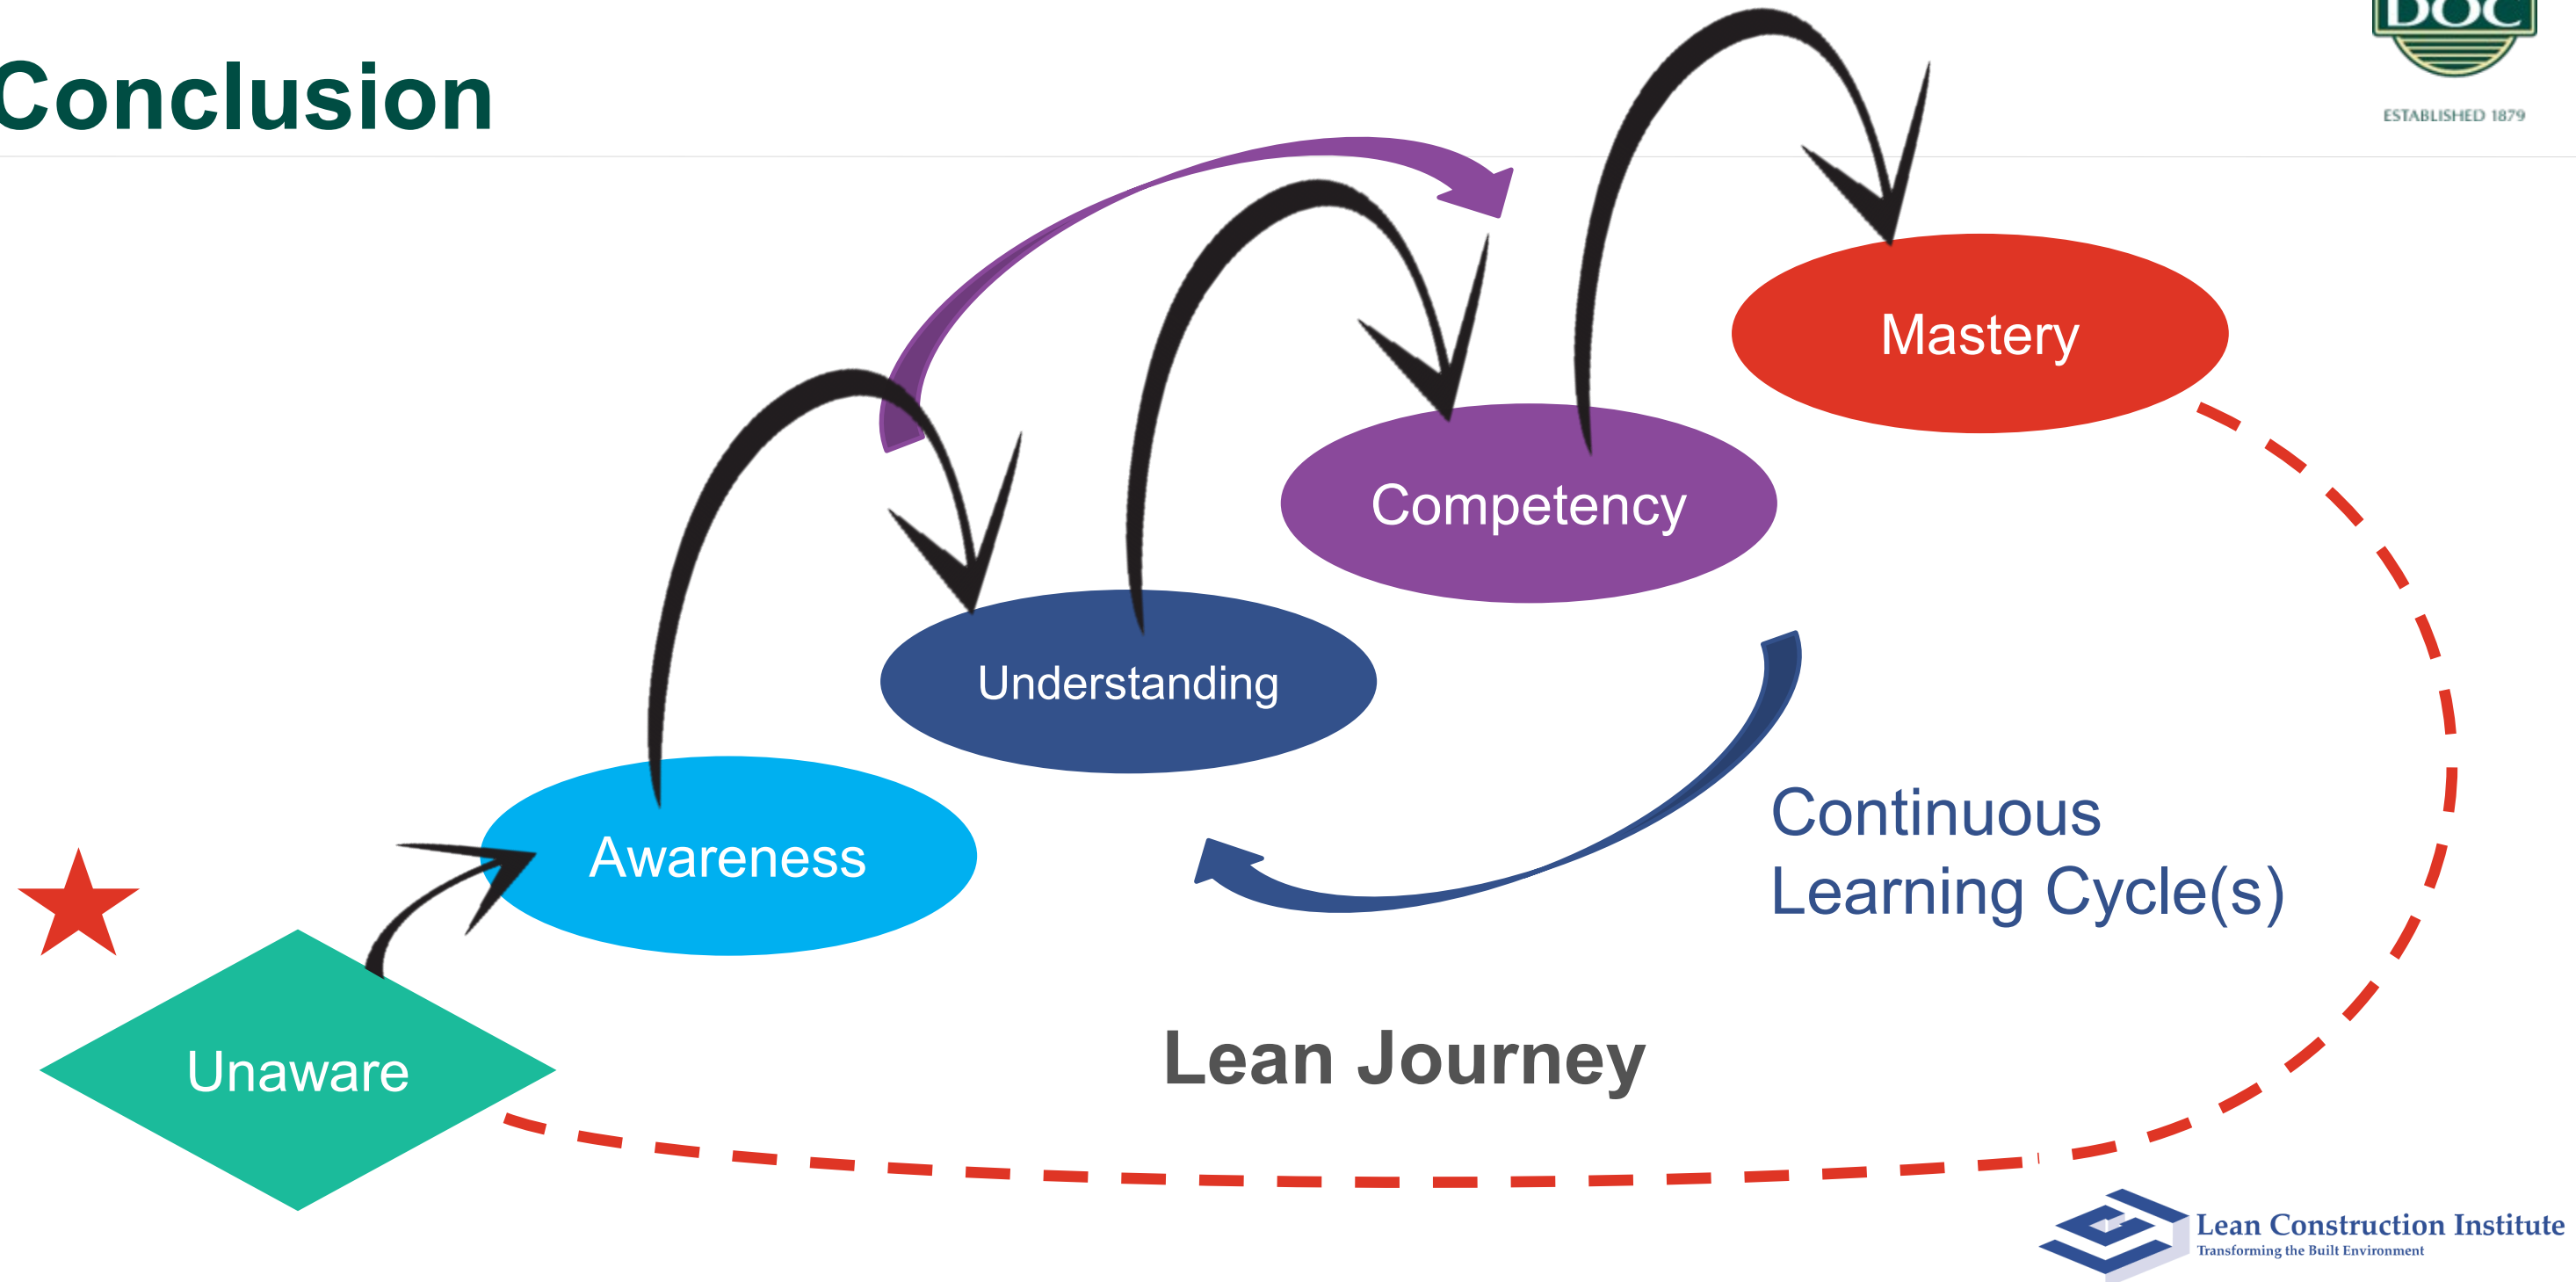 Conclusion
DOC
ESTABLISHED 1879
Mastery
Competency
Understanding
Awareness
Continuous
Learning Cycle(s)
Unaware
Lean Journey
Lean Construction Institute
Transforming the Built Environment